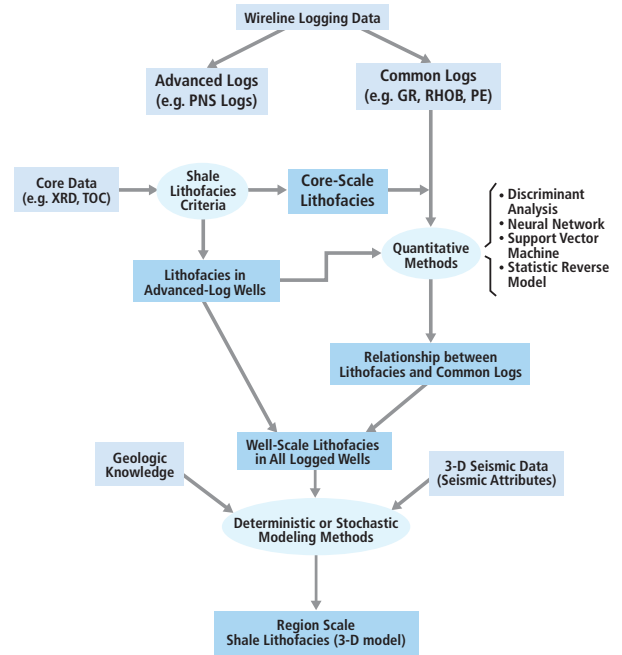 Wireline Logging Data
Advanced Logs
(e.g. PNS Logs)
Common Logs
(e.g. GR, RHOB, PE)
Core Data
(e.g. XRD, TOC)
Shale
Lithofacies
Criteria
Core-Scale
Lithofacies
• Discriminant
Analysis
• Neural Network
• Support Vector
Machine
• Statistic Reverse
Model
Quantitative
Methods
Lithofacies in
Advanced-Log Wells
Relationship between
Lithofacies and Common Logs
Well-Scale Lithofacies
in All Logged Wells
Geologic
Knowledge
3-D Seismic Data
(Seismic Attributes)
Deterministic or Stochastic
Modeling Methods
Region Scale
Shale Lithofacies (3-D model)